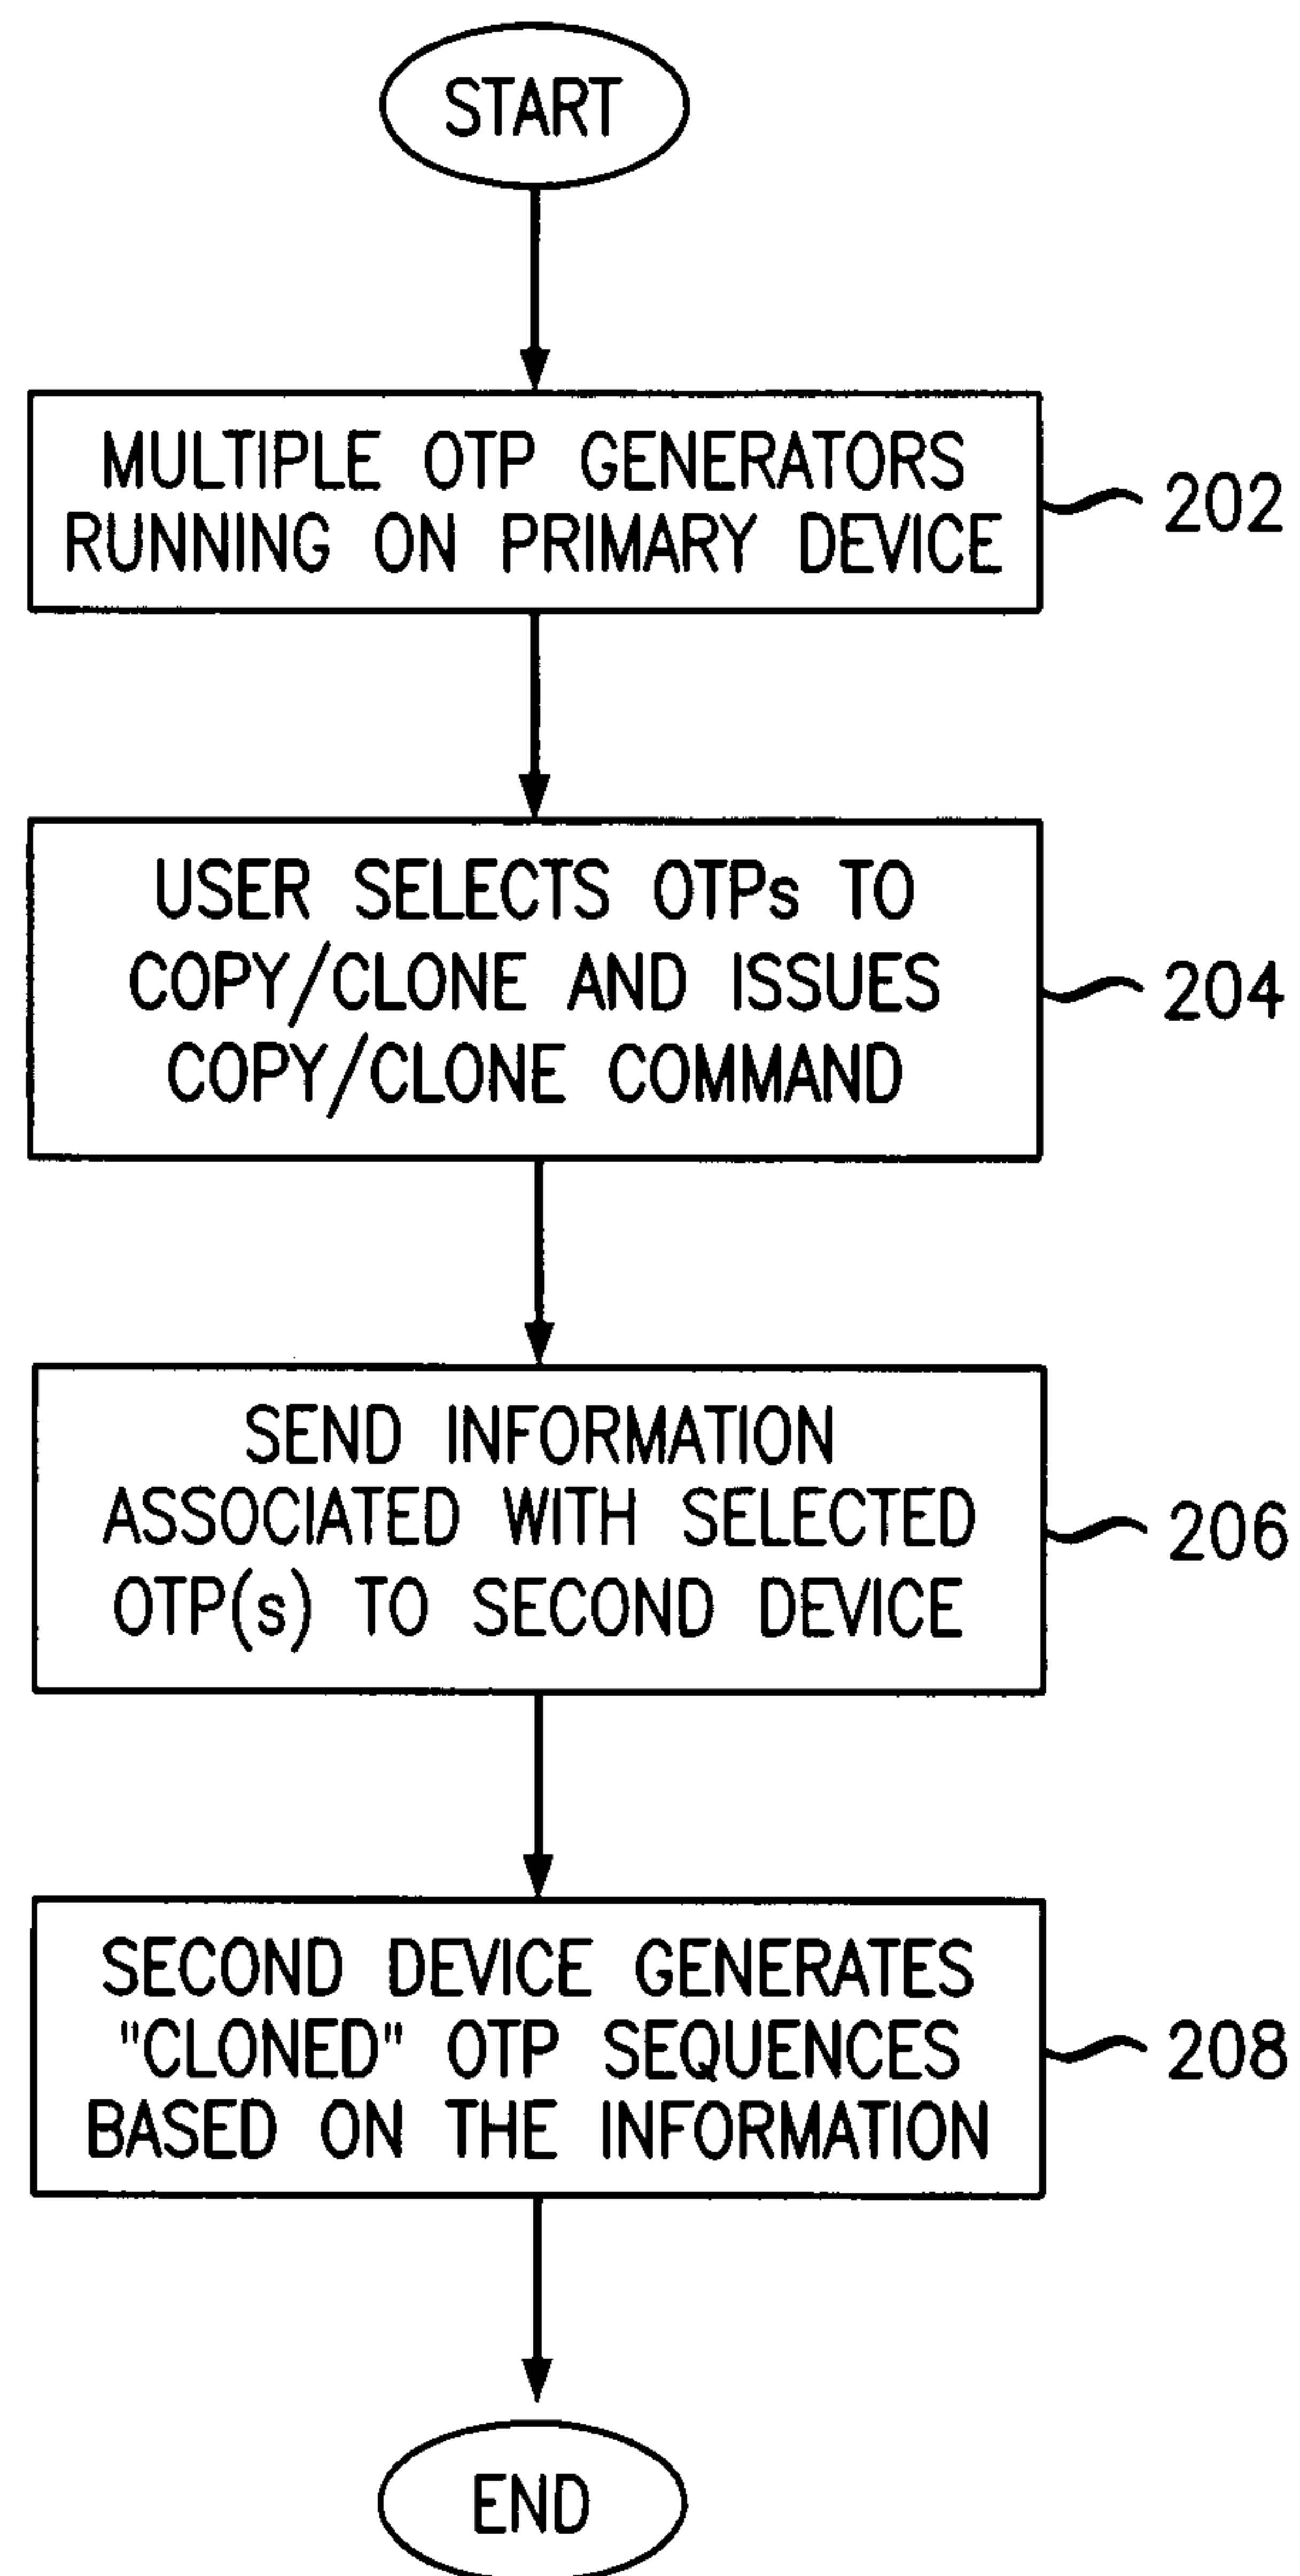 START
MULTIPLE OTP GENERATORS
RUNNING ON PRIMARY DEVICE
202
USER SELECTS OTPs TO
COPY/CLONE AND ISSUES
COPY/CLONE COMMAND
204
SEND INFORMATION
ASSOCIATED WITH SELECTED
OTP(s) TO SECOND DEVICE
206
SECOND DEVICE GENERATES
"CLONED" OTP SEQUENCES
BASED ON THE INFORMATION
208
END